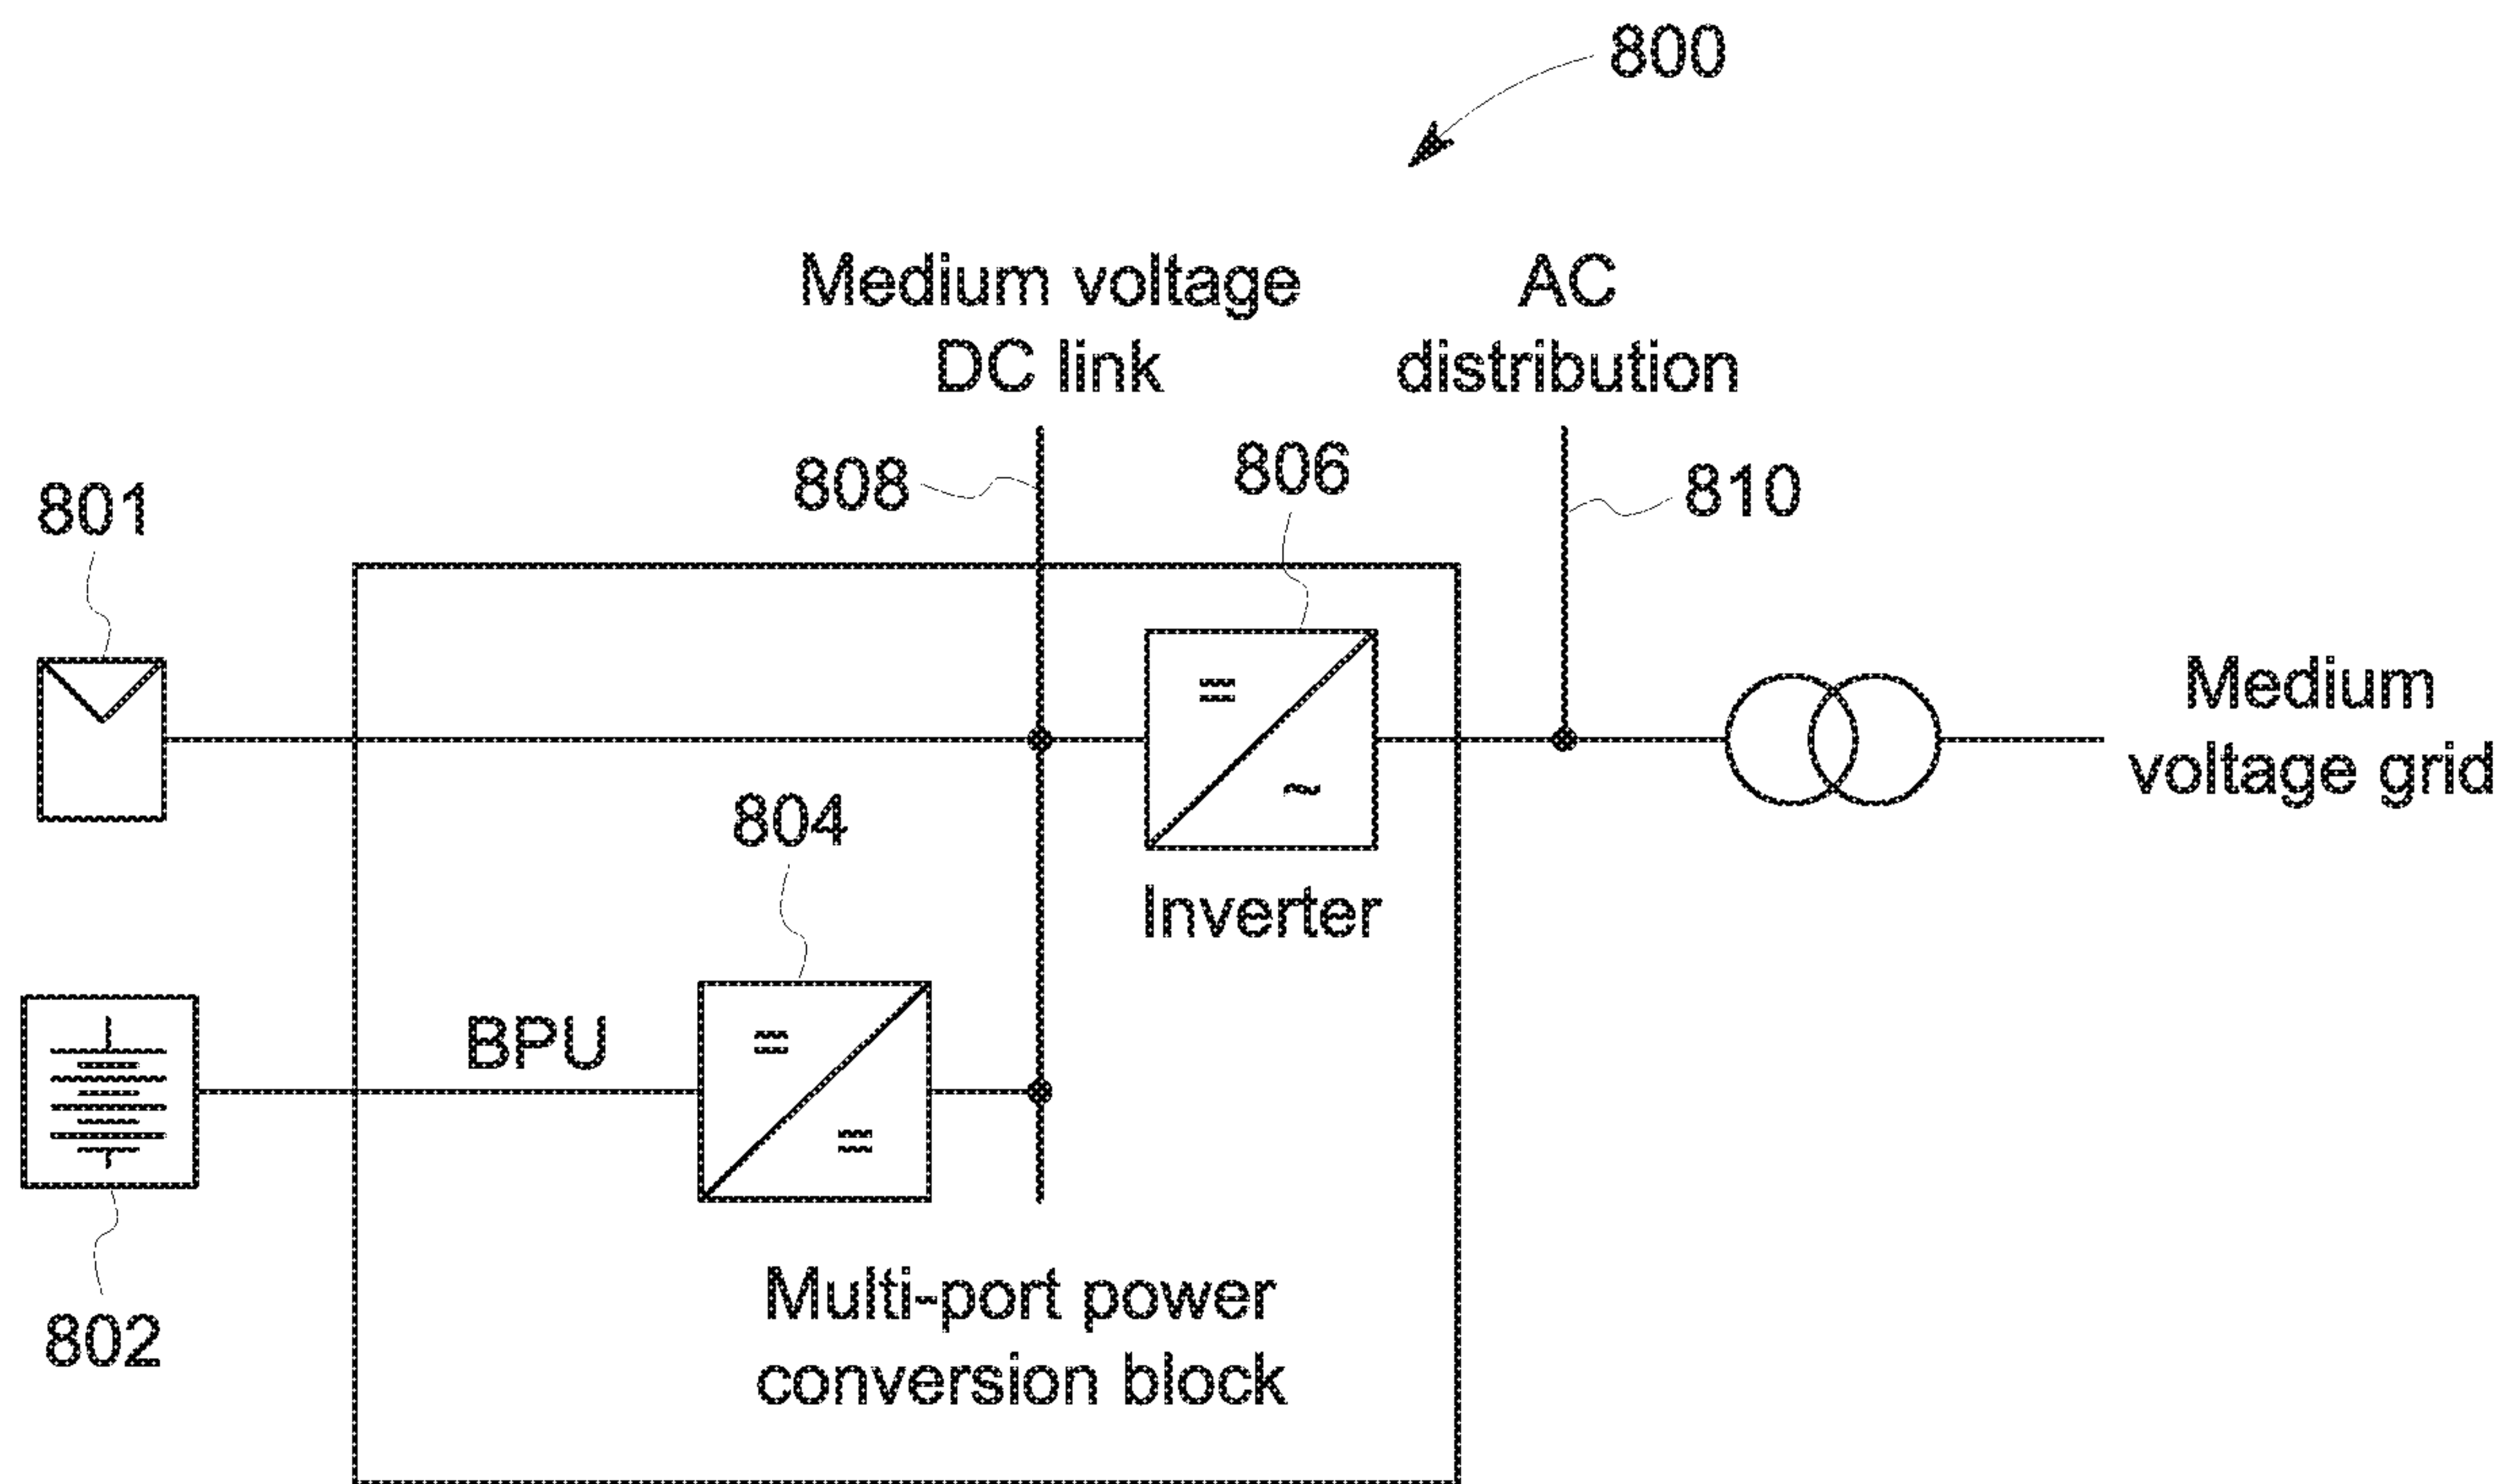 800
Medium voltage
DC link
AC
distribution
808
806
810
801
Medium
voltage grid
804
Inverter
BPU
802
Multi-port power
conversion block